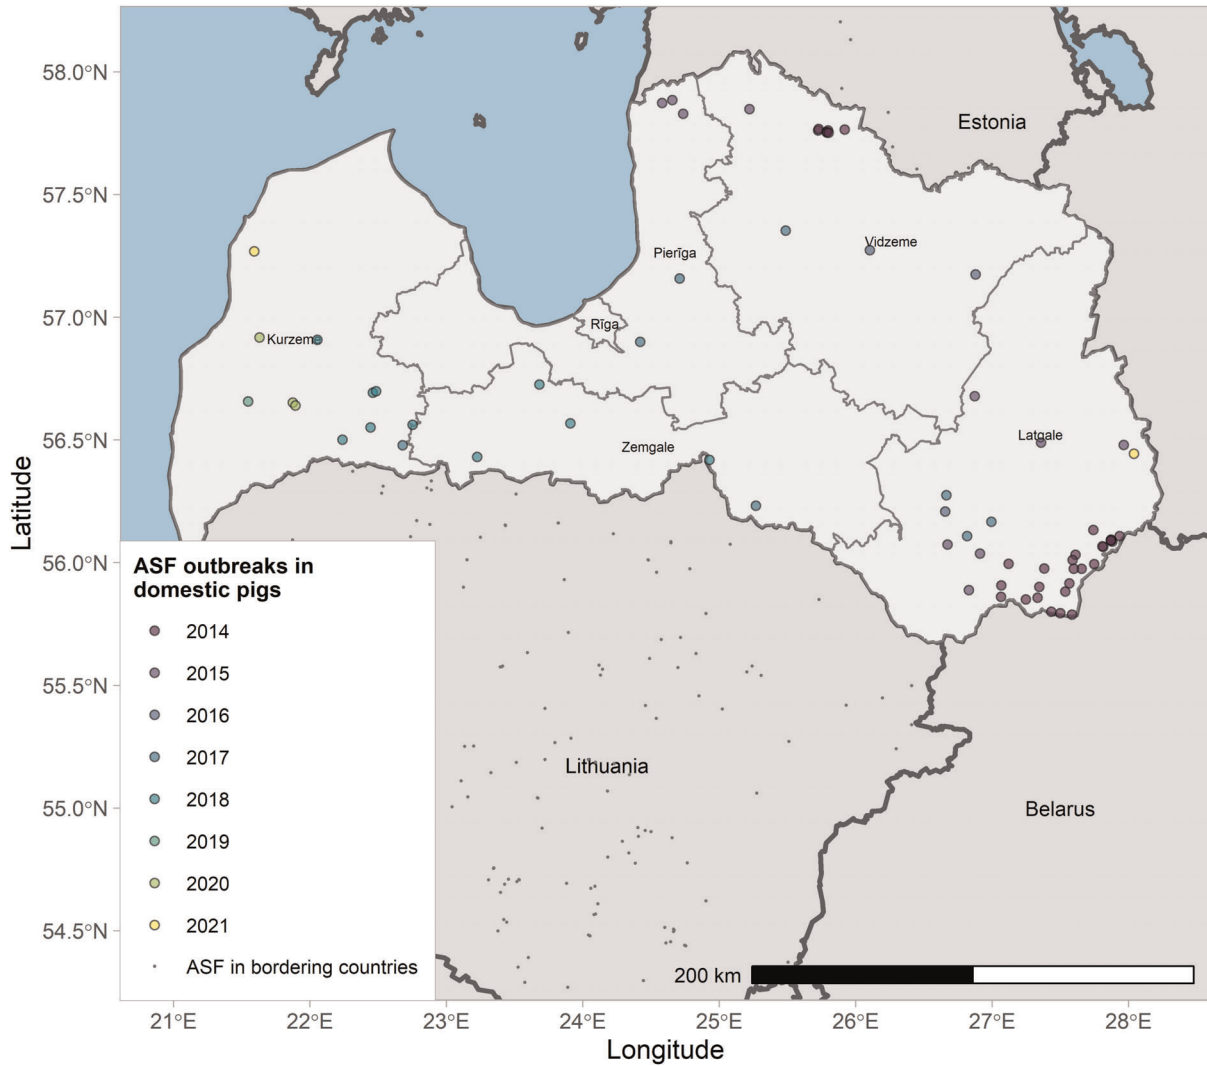 58.0°N
57.5°N
57.0°N
56.5°N
56.0°N
55.5°N
55.0°N
54.5°N
Latitude
Estonia
Vidzeme
Pierīga
Rīga
Kurzeme
Latgale
Zemgale
Lithuania
Belarus
ASF outbreaks in
domestic pigs
2014
2015
2016
2017
2018
2019
2020
2021
ASF in bordering countries
200 km
21°E 22°E 23°E 24°E 25°E 26°E 27°E 28°E
Longitude